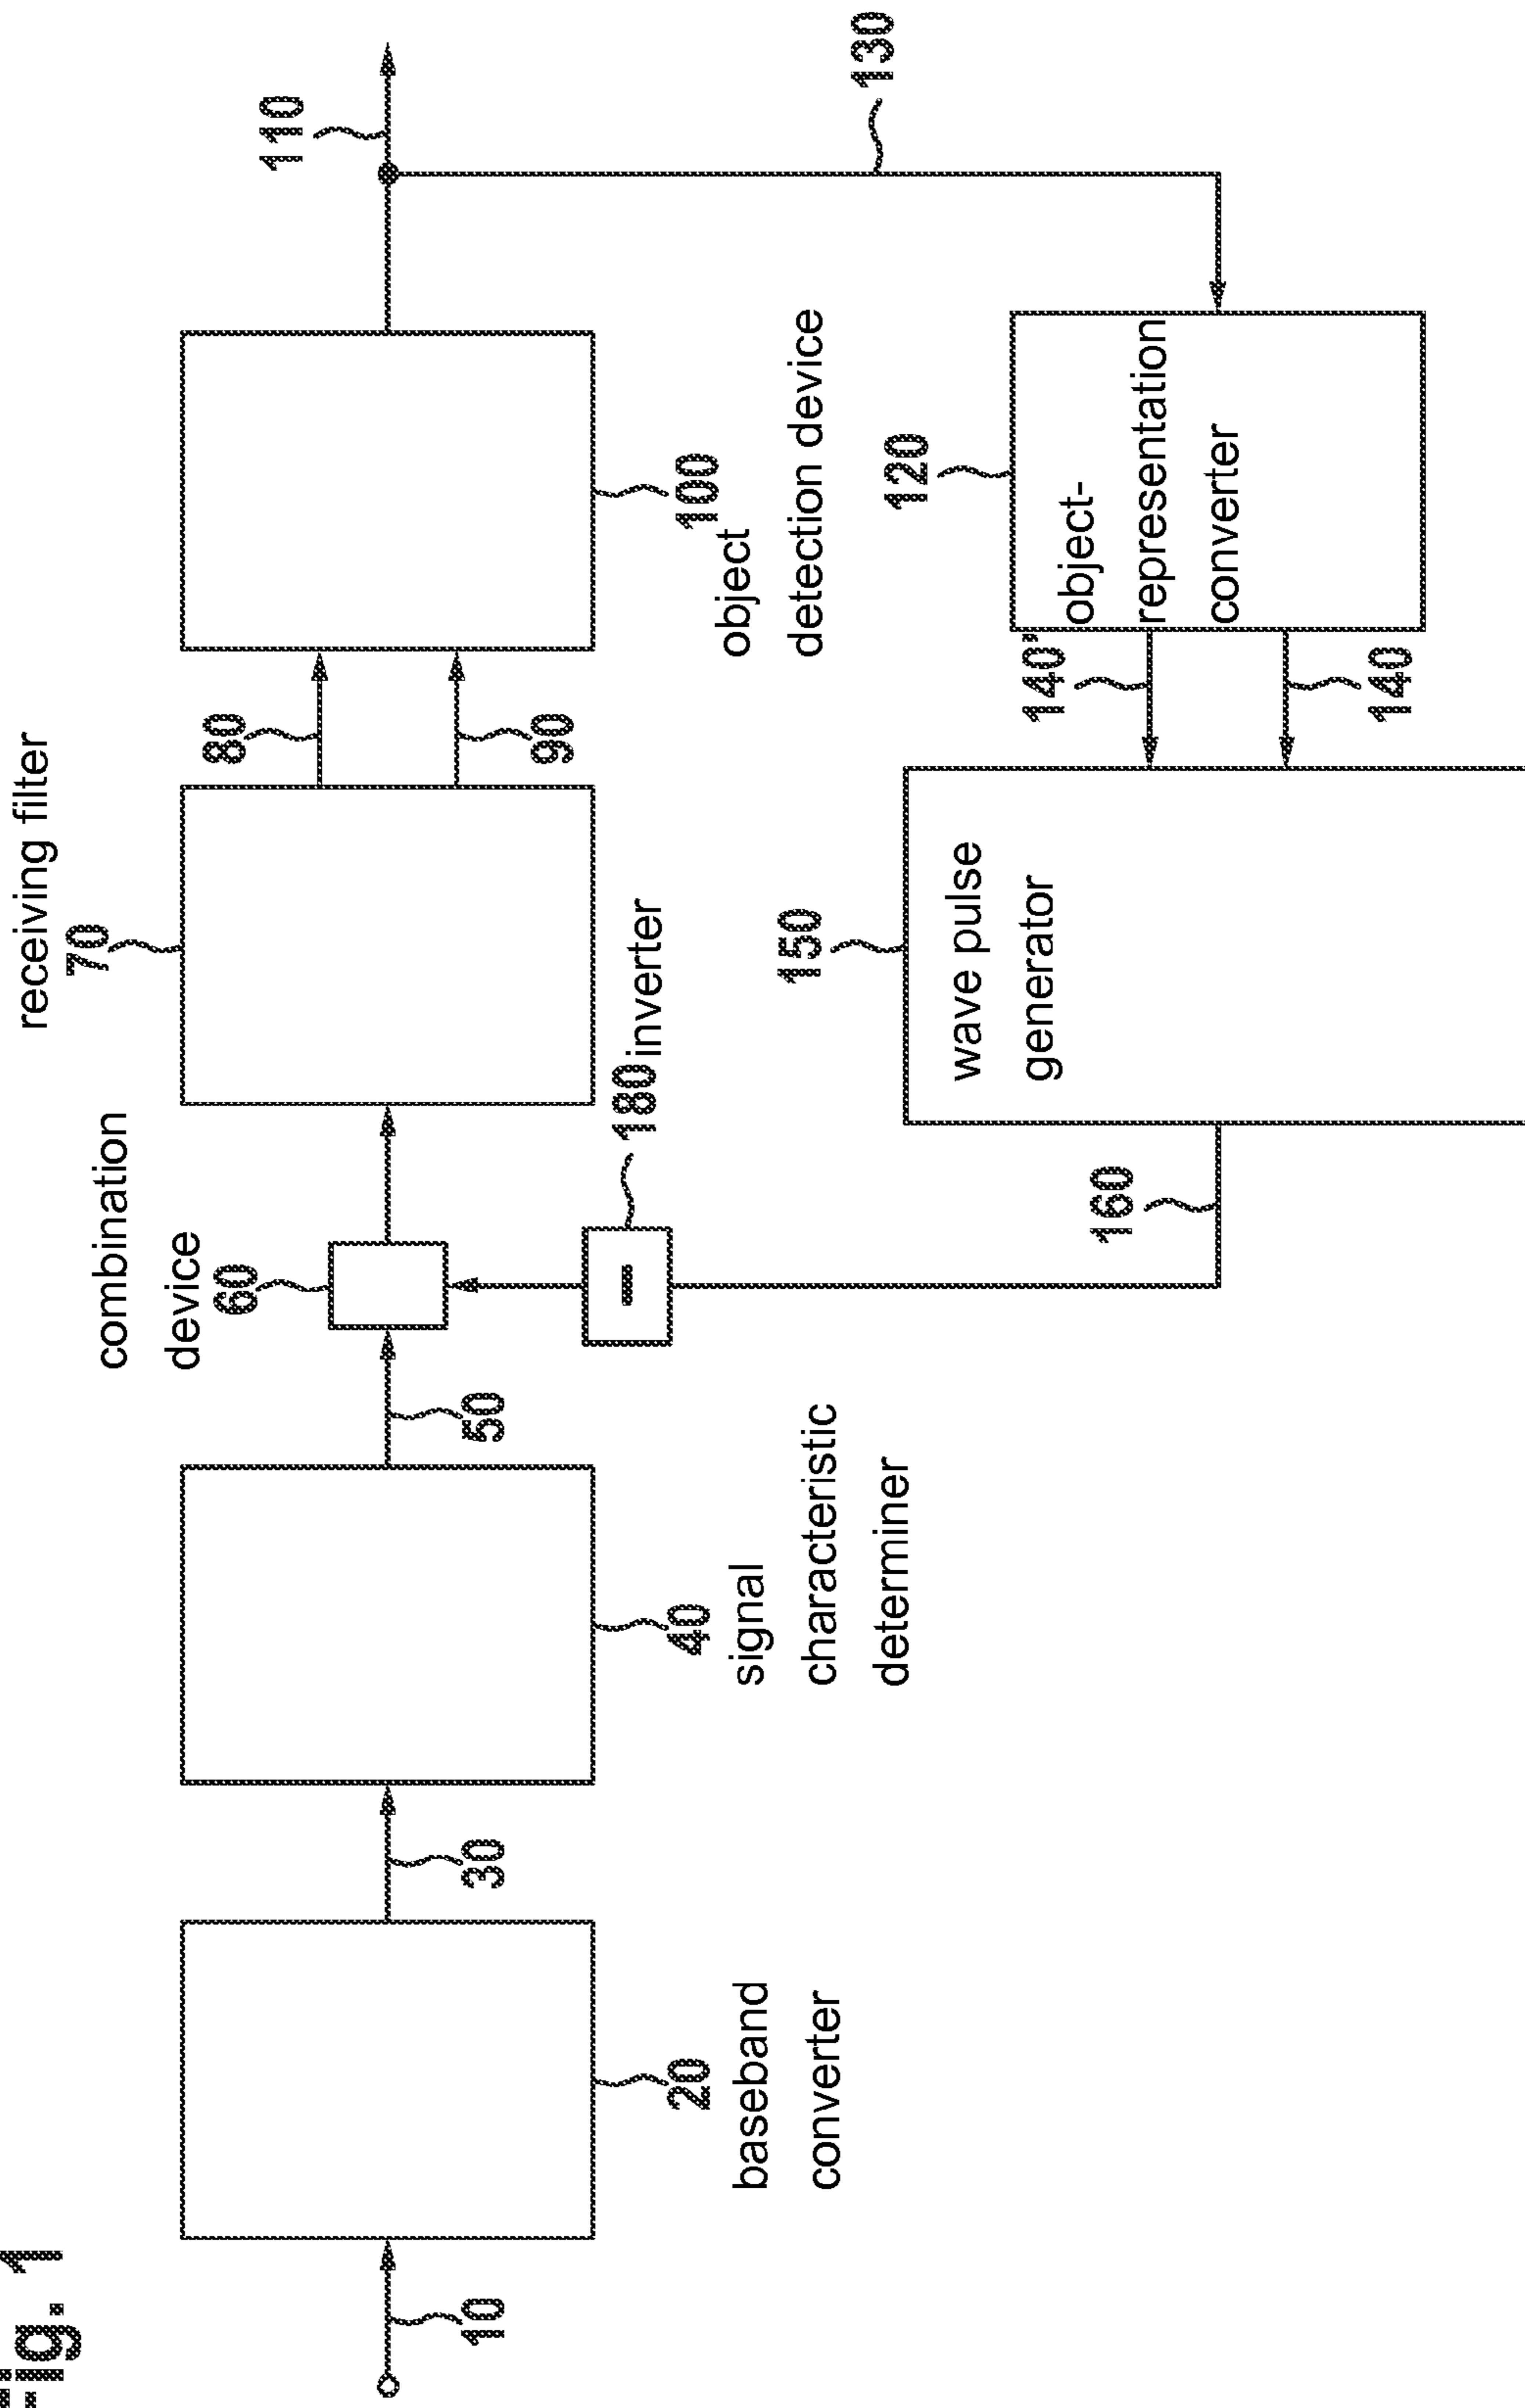 Fig. 1
receiving filter
70
combination
device
60
110
80
90
130
10
20
baseband
converter
30
40
signal
characteristic
determiner
50
180 inverter
100
object
detection device
120
object-
representation
converter
140'
140
150
wave pulse
generator
160